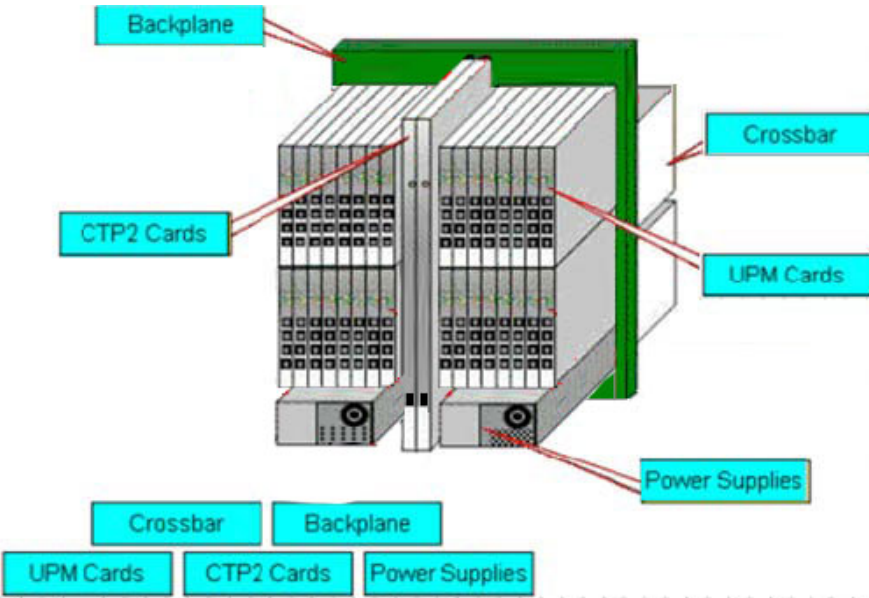 Backplane
Crossbar
CTP2 Cards
UPM Cards
Power Supplies
Crossbar Backplane
UPM Cards CTP2 Cards Power Supplies